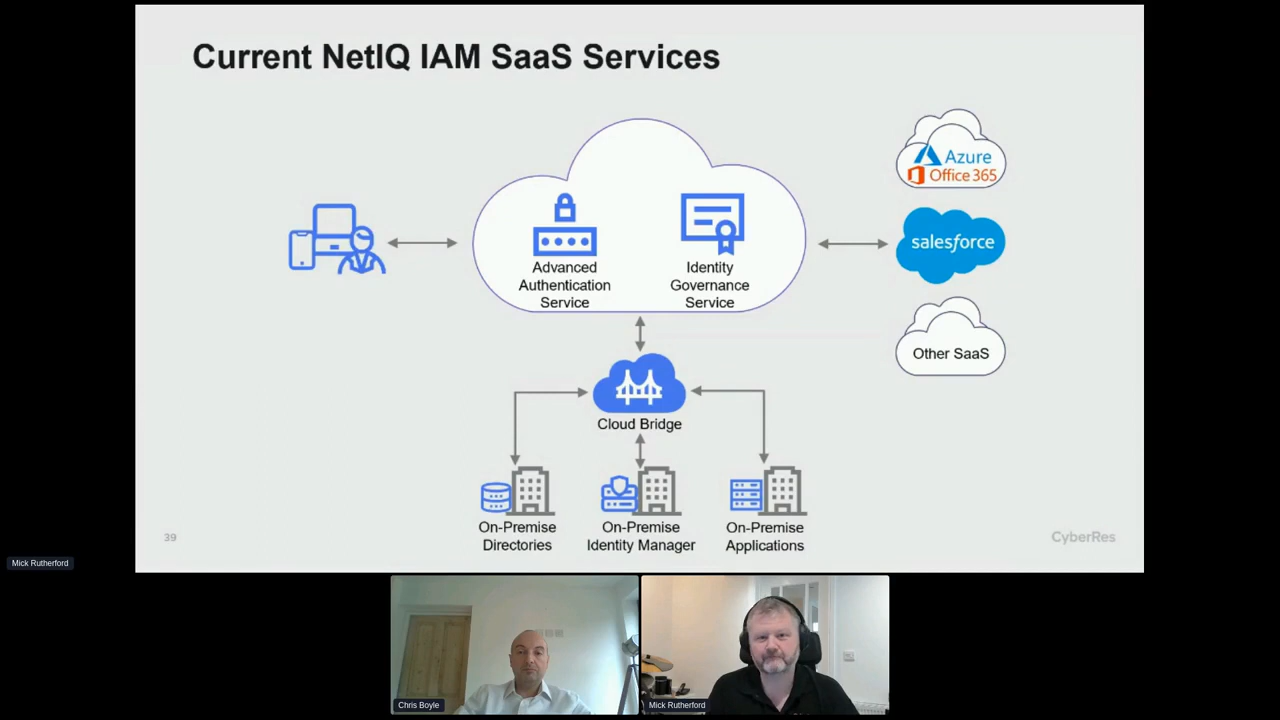 Current NetIQ IAM SaaS Services
Azure
Office 365
salesforce
Other SaaS
Advanced
Authentication
Service
Identity
Governance
Service
Cloud Bridge
On-Premise
Directories
On-Premise
Identity Manager
On-Premise
Applications
39
CyberRes
Mick Rutherford
Chris Boyle
Mick Rutherford